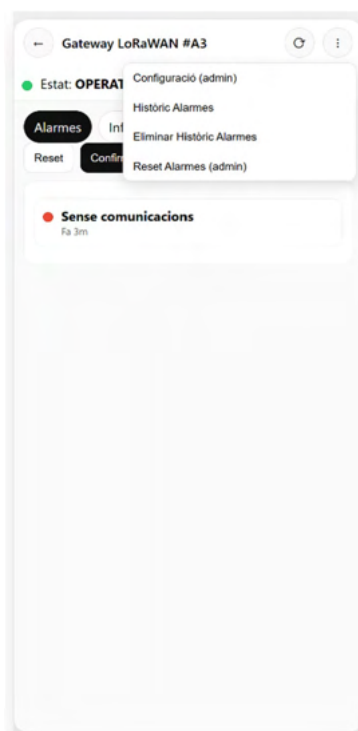 ← Gateway LoRaWAN #A3
Estat: OPERAT
Configuració (admin)
Històric Alarmes
Eliminar Històric Alarmes
Reset Alarmes (admin)
Alarmes Inf
Reset Confir
Sense comunicacions
Fa 3m